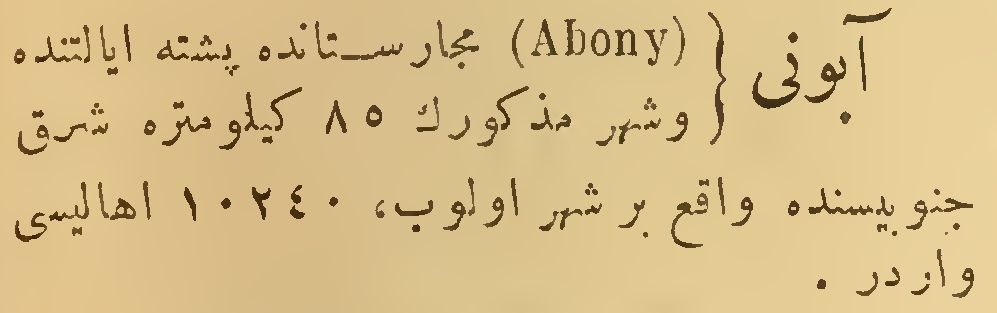 آبونی { (Abony) مجارستانده پشته ایالتنده
وشهر مذکورك ٨٥ کیلومتره شرق
جنوبیسنده واقع بر شهر اولوب، ١٠٢٤٠ اهالیسی
واردر .